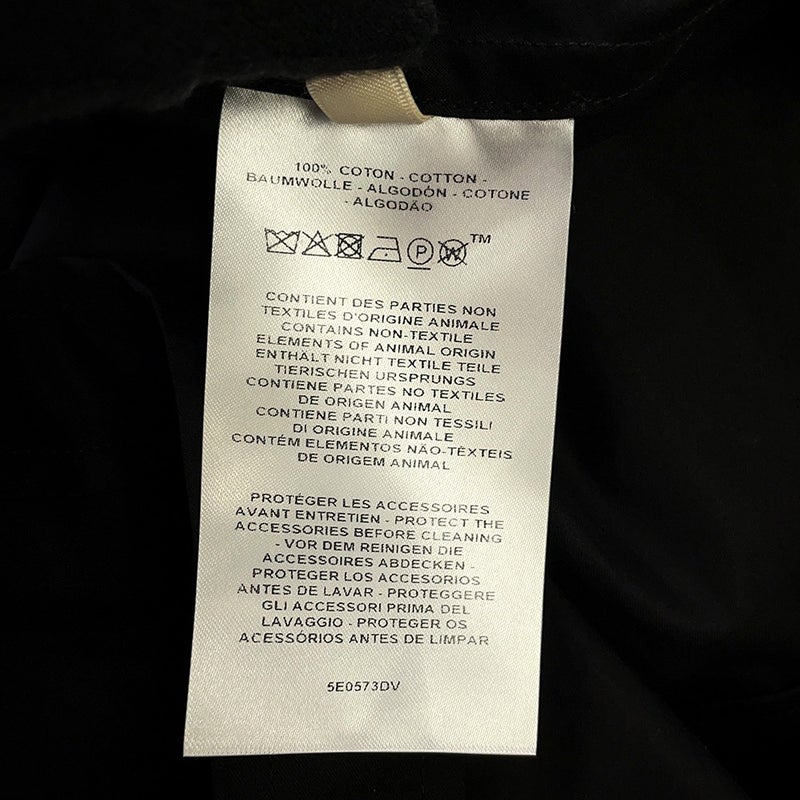 100% COTON - COTTON -
BAUMWOLLE - ALGODÓN - COTONE
- ALGODÃO
P W TM
CONTIENT DES PARTIES NON
TEXTILES D'ORIGINE ANIMALE
CONTAINS NON-TEXTILE
ELEMENTS OF ANIMAL ORIGIN
ENTHÄLT NICHT TEXTILE TEILE
TIERISCHEN URSPRUNGS
CONTIENE PARTES NO TEXTILES
DE ORIGEN ANIMAL
CONTIENE PARTI NON TESSILI
DI ORIGINE ANIMALE
CONTÉM ELEMENTOS NÃO-TÊXTEIS
DE ORIGEM ANIMAL
PROTÉGER LES ACCESSOIRES
AVANT ENTRETIEN - PROTECT THE
ACCESSORIES BEFORE CLEANING
- VOR DEM REINIGEN DIE
ACCESSOIRES ABDECKEN -
PROTEGER LOS ACCESORIOS
ANTES DE LAVAR - PROTEGGERE
GLI ACCESSORI PRIMA DEL
LAVAGGIO - PROTEGER OS
ACESSÓRIOS ANTES DE LIMPAR
5E0573DV